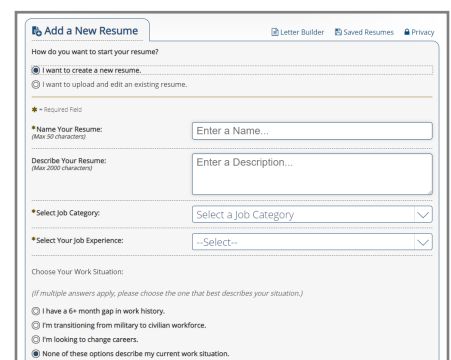 Add a New Resume
Letter Builder Saved Resumes Privacy
How do you want to start your resume?
I want to create a new resume.
I want to upload and edit an existing resume.
* = Required Field
*Name Your Resume:
(Max 50 characters)
Enter a Name...
Describe Your Resume:
(Max 2000 characters)
Enter a Description...
*Select Job Category:
Select a Job Category
*Select Your Job Experience:
--Select--
Choose Your Work Situation:
(If multiple answers apply, please choose the one that best describes your situation.)
I have a 6+ month gap in work history.
I'm transitioning from military to civilian workforce.
I'm looking to change careers.
None of these options describe my current work situation.